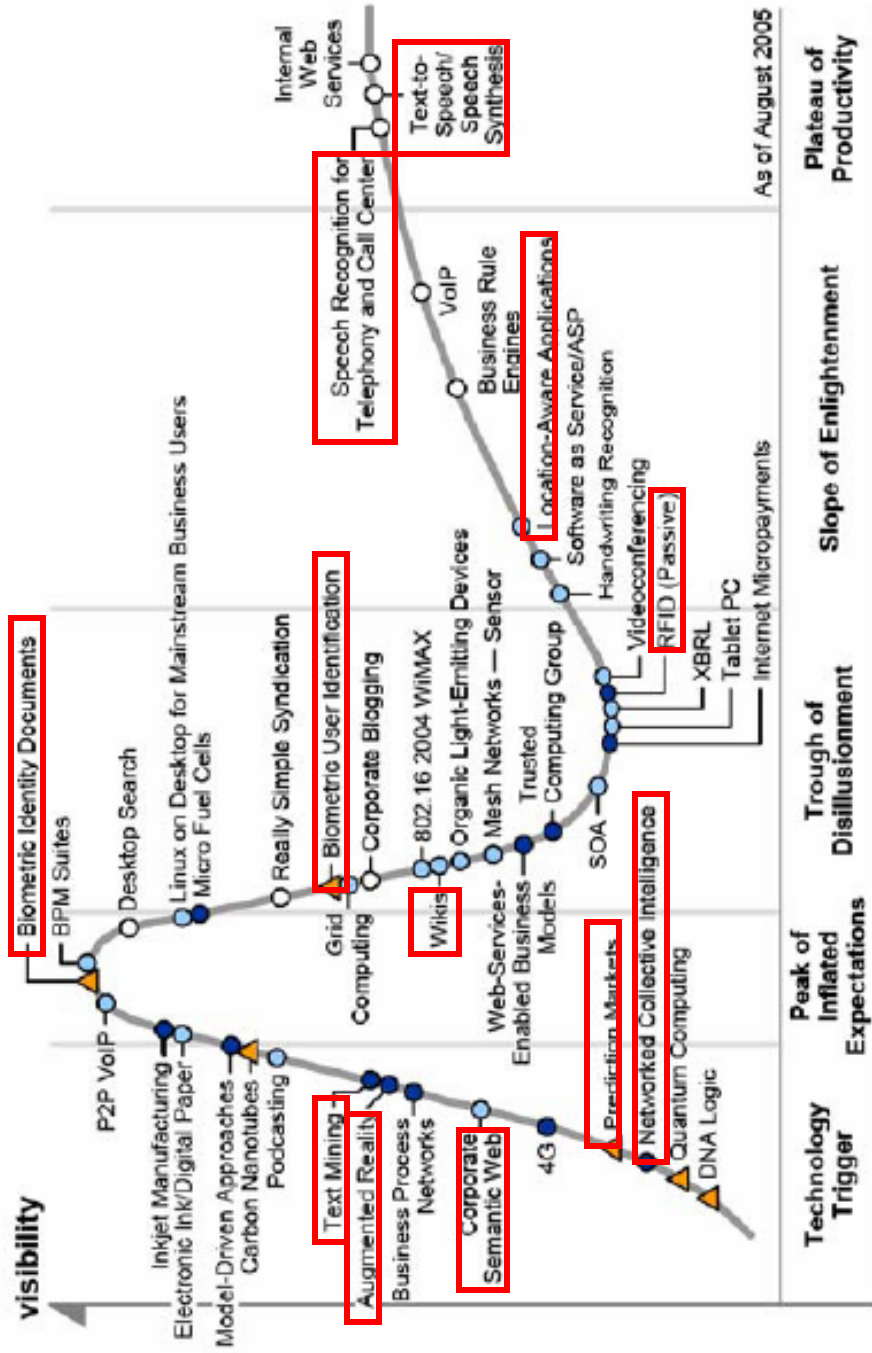 visibility
Biometric Identity Documents
BPM Suites
Desktop Search
P2P VoIP
Linux on Desktop for Mainstream Business Users
Micro Fuel Cells
Inkjet Manufacturing
Electronic Ink/Digital Paper
Model-Driven Approaches
Carbon Nanotubes
Podcasting
Really Simple Syndication
Biometric User Identification
Grid
Computing
Corporate Blogging
Text Mining
Augmented Reality
Business Process
Networks
802.16 2004 WiMAX
Wikis
Organic Light-Emitting Devices
Mesh Networks — Sensor
Corporate
Semantic Web
Web-Services-
Enabled Business
Models
Trusted
Computing Group
4G
SOA
Prediction Markets
Networked Collective Intelligence
Quantum Computing
DNA Logic
Internal
Web
Services
Text-to-
Speech/
Speech
Synthesis
Speech Recognition for
Telephony and Call Center
VoIP
Business Rule
Engines
Location-Aware Applications
Software as Service/ASP
Handwriting Recognition
Videoconferencing
RFID (Passive)
XBRL
Tablet PC
Internet Micropayments
As of August 2005
Technology
Trigger
Peak of
Inflated
Expectations
Trough of
Disillusionment
Slope of Enlightenment
Plateau of
Productivity